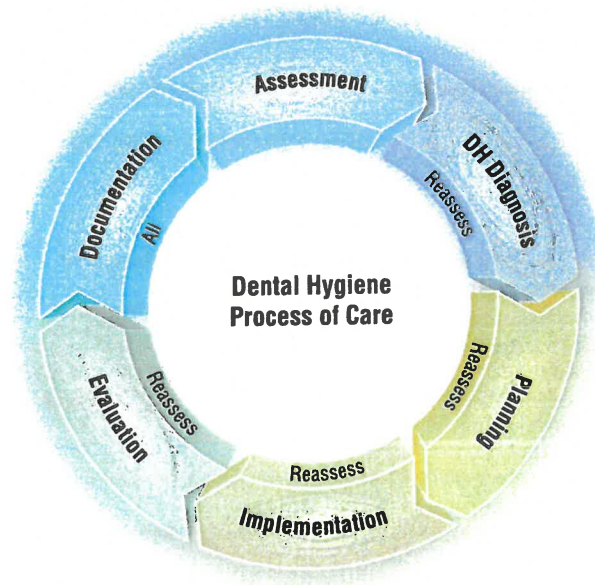 Assessment
DH Diagnosis
Reassess
Planning
Reassess
Implementation
Reassess
Evaluation
Reassess
Documentation
All
Dental Hygiene
Process of Care